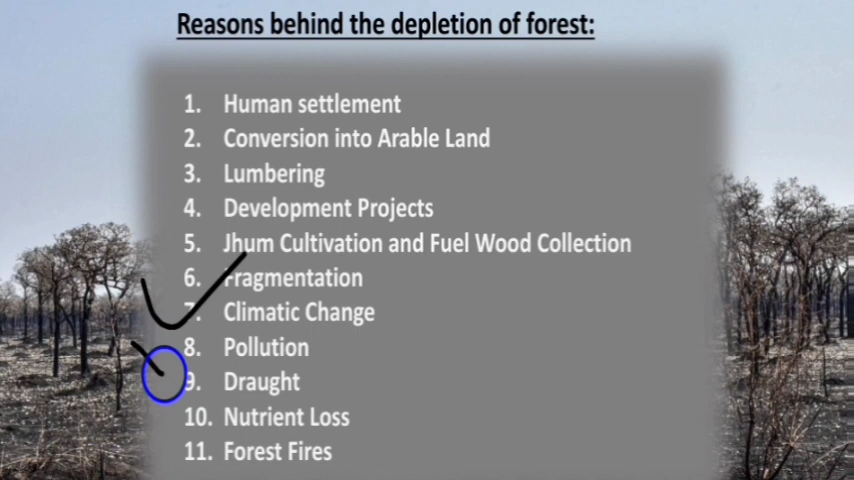 Reasons behind the depletion of forest:
1. Human settlement
2. Conversion into Arable Land
3. Lumbering
4. Development Projects
5. Jhum Cultivation and Fuel Wood Collection
6. Fragmentation
7. Climatic Change
8. Pollution
9. Draught
10. Nutrient Loss
11. Forest Fires